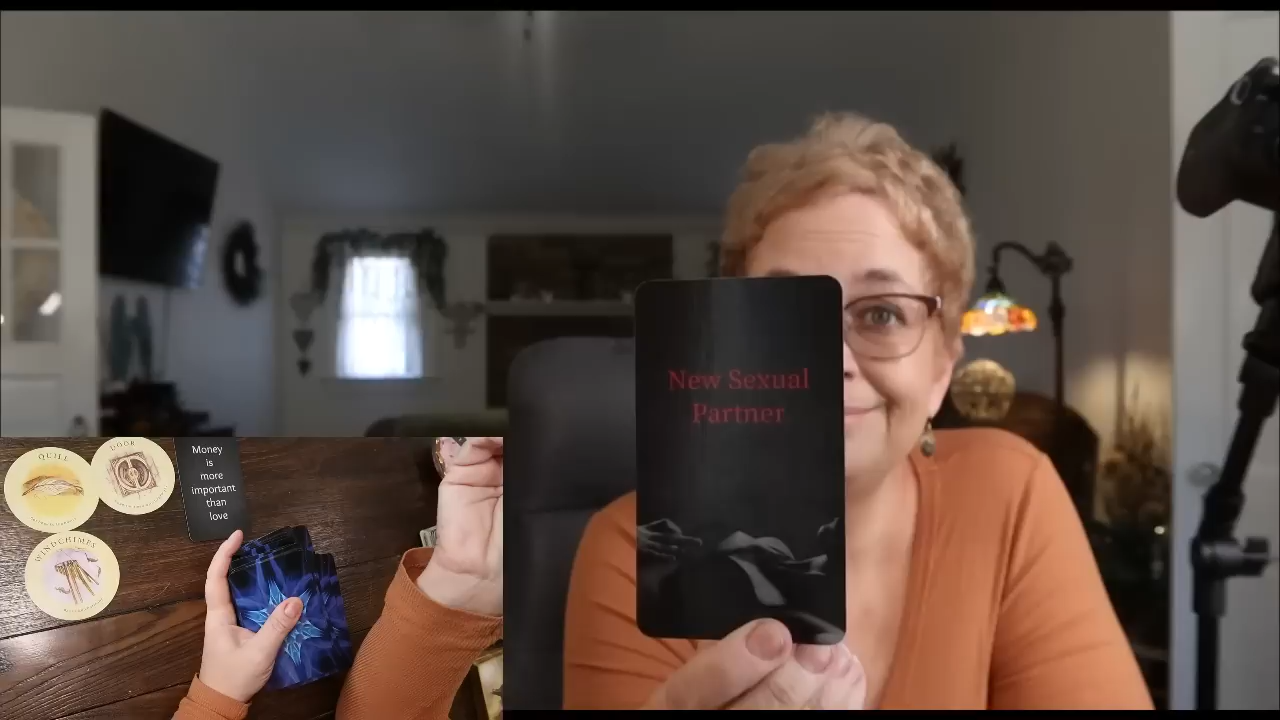 New Sexual
Partner
QUILL
DOOR
WINDCHIMES
Money
is
more
important
than
love